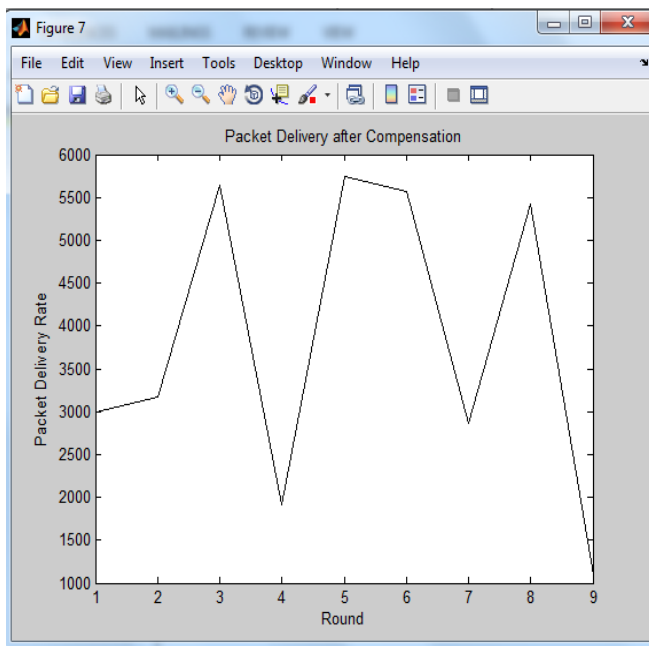 Figure 7
File Edit View Insert Tools Desktop Window Help
Packet Delivery after Compensation
6000
5500
5000
4500
4000
3500
3000
2500
2000
1500
1000
Packet Delivery Rate
1 2 3 4 5 6 7 8 9
Round